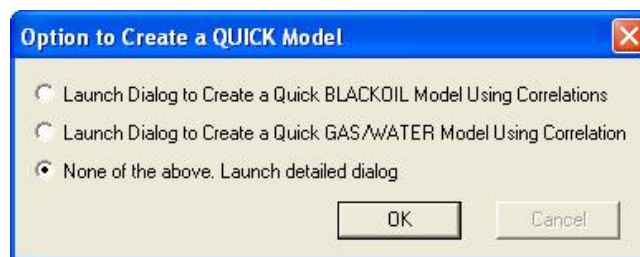 Option to Create a QUICK Model
Launch Dialog to Create a Quick BLACKOIL Model Using Correlations
Launch Dialog to Create a Quick GAS/WATER Model Using Correlation
None of the above. Launch detailed dialog
OK Cancel